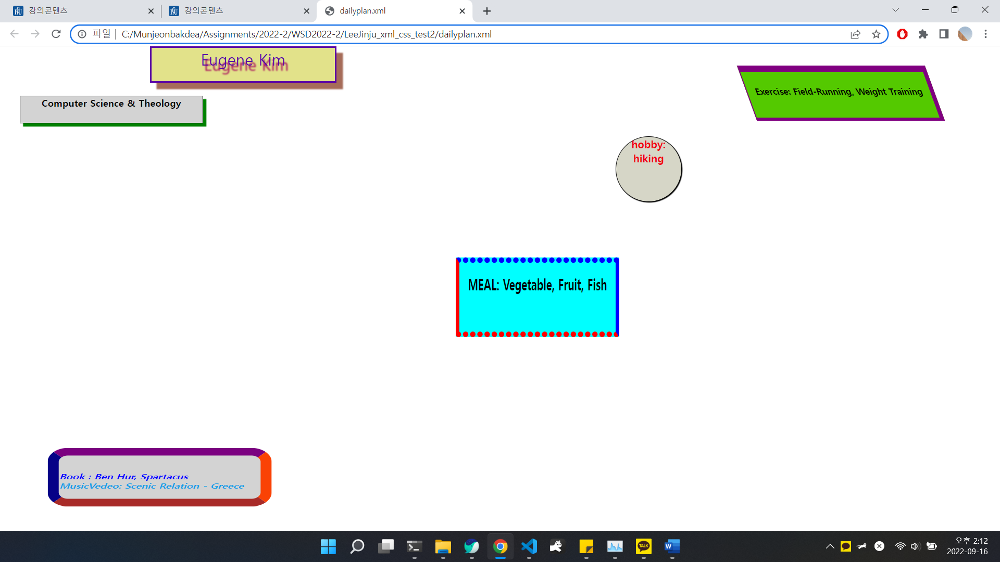 강의콘텐츠
강의콘텐츠
dailyplan.xml
파일 | C:/Munjeonbakdea/Assignments/2022-2/WSD2022-2/LeeJinju_xml_css_test2/dailyplan.xml
Eugene Kim
Exercise: Field-Running, Weight Training
Computer Science & Theology
hobby:
hiking
MEAL: Vegetable, Fruit, Fish
Book : Ben Hur, Spartacus
MusicVedeo: Scenic Relation - Greece
TALK
W
오후 2:12
2022-09-16